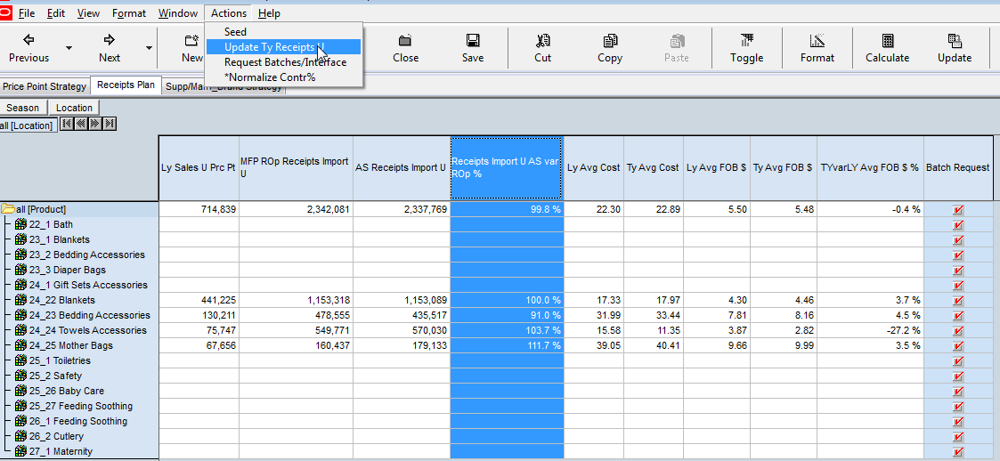 File Edit View Format Window Actions Help
Seed
Update Ty Receipts U
Request Batches/Interface
*Normalize Contr%
Previous Next New Close Save Cut Copy Paste Toggle Format Calculate Update
Price Point Strategy Receipts Plan
Season Location
all [Location]
Ly Sales U Prc Pt MFP ROp Receipts Import U AS Receipts Import U Receipts Import U AS var ROp % Ly Avg Cost Ty Avg Cost Ly Avg FOB $ Ty Avg FOB $ TYvarLY Avg FOB $ % Batch Request
all [Product] 714,839 2,342,081 2,337,769 99.8 % 22.30 22.89 5.50 5.48 -0.4 %
22_1 Bath
23_1 Blankets
23_2 Bedding Accessories
23_3 Diaper Bags
24_1 Gift Sets Accessories
24_22 Blankets 441,225 1,153,318 1,153,089 100.0 % 17.33 17.97 4.30 4.46 3.7 %
24_23 Bedding Accessories 130,211 478,555 435,517 91.0 % 31.99 33.44 7.81 8.16 4.5 %
24_24 Towels Accessories 75,747 549,771 570,030 103.7 % 15.58 11.35 3.87 2.82 -27.2 %
24_25 Mother Bags 67,656 160,437 179,133 111.7 % 39.05 40.41 9.66 9.99 3.5 %
25_1 Toiletries
25_2 Safety
25_26 Baby Care
25_27 Feeding Soothing
26_1 Feeding Soothing
26_2 Cutlery
27_1 Maternity